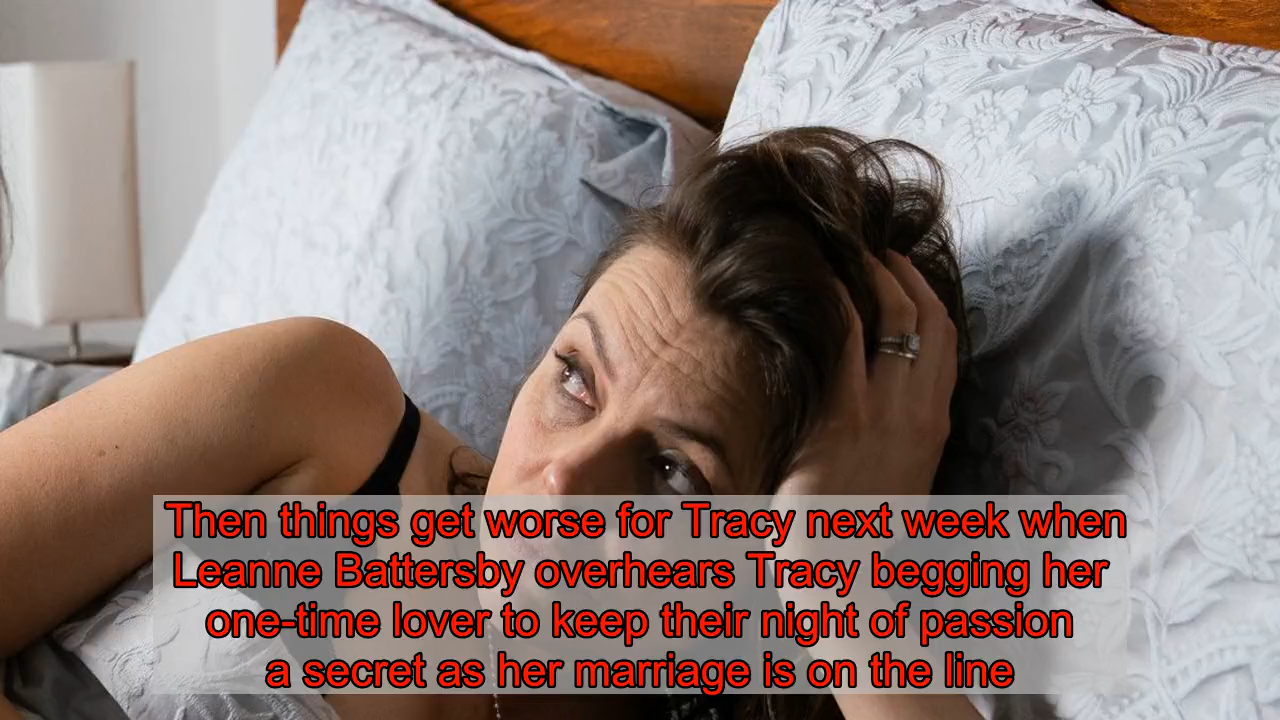 Then things get worse for Tracy next week when
Leanne Battersby overhears Tracy begging her
one-time lover to keep their night of passion
a secret as her marriage is on the line